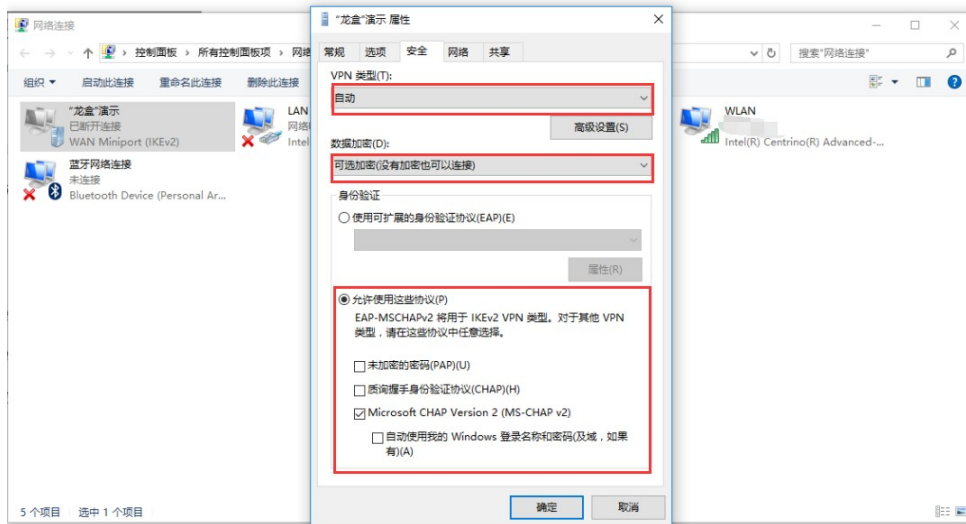 网络连接
控制面板 › 所有控制面板项 › 网络
搜索"网络连接"
组织 启动此连接 重命名此连接 删除此连接
"龙盒"演示
已断开连接
WAN Miniport (IKEv2)
LAN
网络
Intel
蓝牙网络连接
未连接
Bluetooth Device (Personal Ar...
WLAN
Intel(R) Centrino(R) Advanced-...
"龙盒"演示 属性
常规 选项 安全 网络 共享
VPN 类型(T):
自动
高级设置(S)
数据加密(D):
可选加密(没有加密也可以连接)
身份验证
使用可扩展的身份验证协议(EAP)(E)
属性(R)
允许使用这些协议(P)
EAP-MSCHAPv2 将用于 IKEv2 VPN 类型。对于其他 VPN
类型，请在这些协议中任意选择。
未加密的密码(PAP)(U)
质询握手身份验证协议(CHAP)(H)
Microsoft CHAP Version 2 (MS-CHAP v2)
自动使用我的 Windows 登录名称和密码(及域，如果
有)(A)
确定 取消
5 个项目 选中 1 个项目